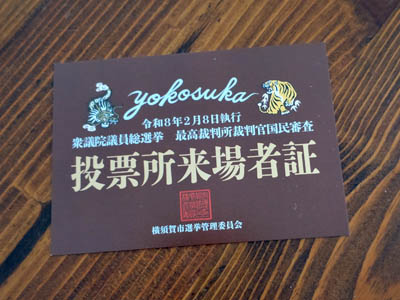 yokosuka
令和8年2月8日執行
衆議院議員総選挙 最高裁判所裁判官国民審査
投票所来場者証
横須賀市選挙管理委員会